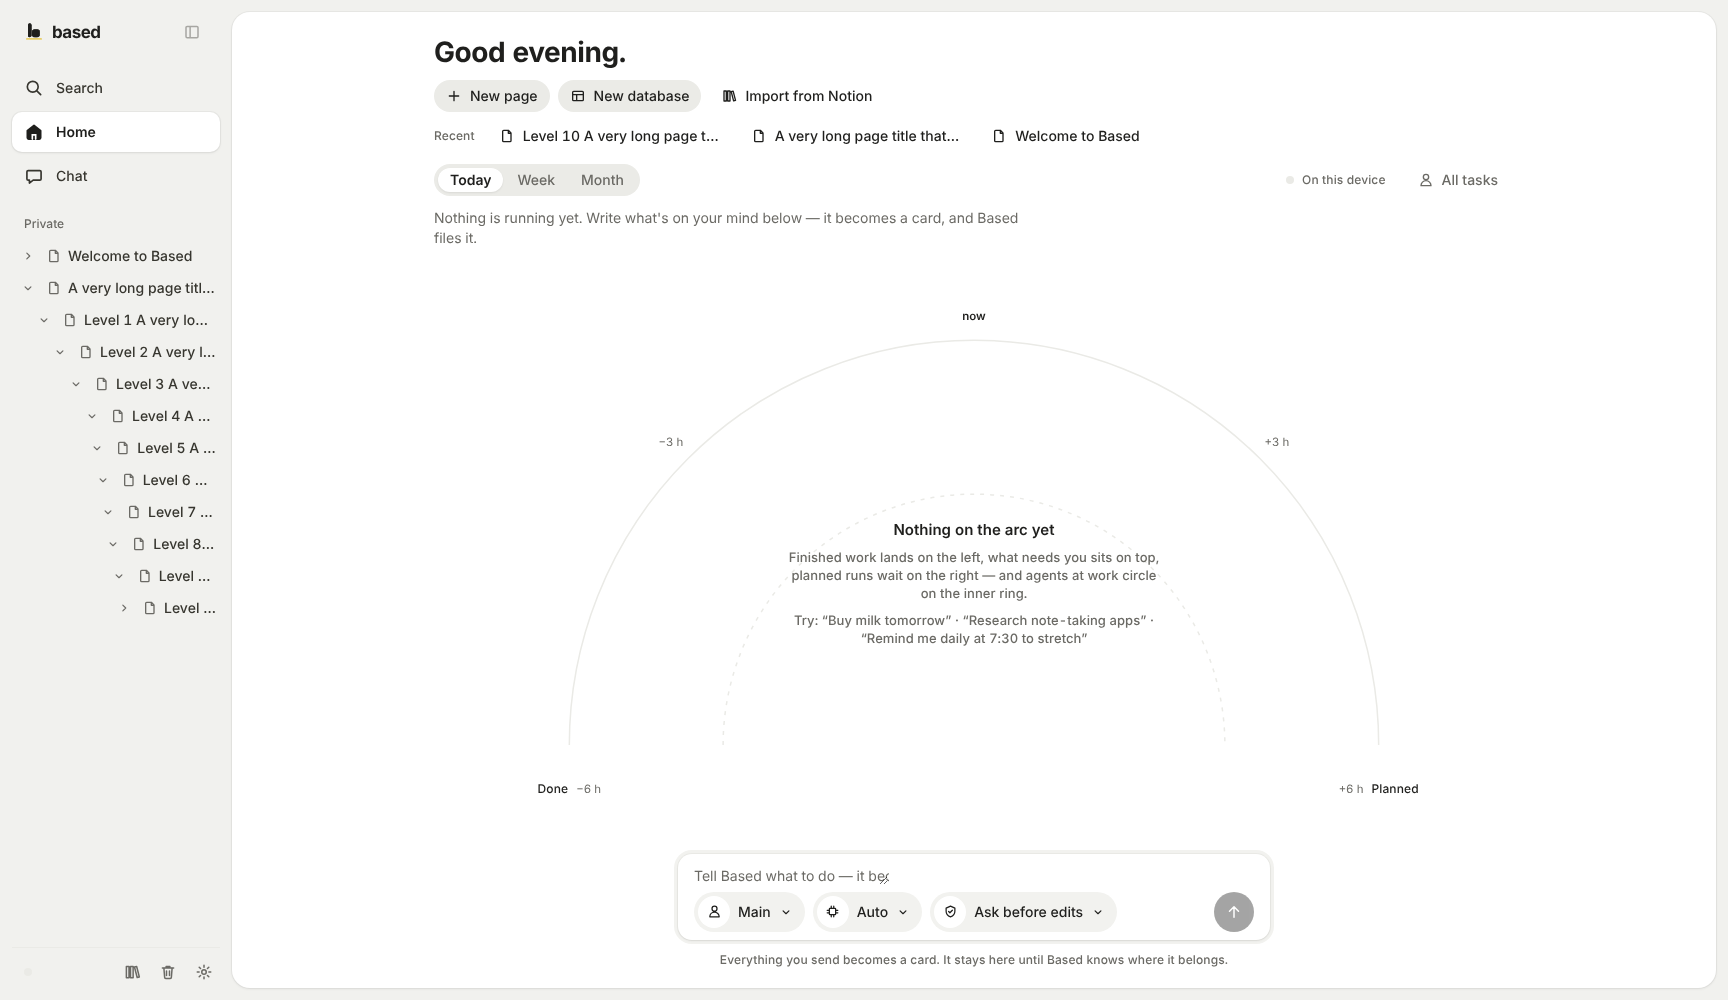 based
Search
Home
Chat
Private
Welcome to Based
A very long page titl...
Level 1 A very lo...
Level 2 A very l...
Level 3 A ve...
Level 4 A ...
Level 5 A ...
Level 6 ...
Level 7 ...
Level 8...
Level ...
Level ...
Good evening.
New page New database Import from Notion
Recent Level 10 A very long page t... A very long page title that... Welcome to Based
Today Week Month On this device All tasks
Nothing is running yet. Write what's on your mind below — it becomes a card, and Based
files it.
now
−3 h +3 h
Nothing on the arc yet
Finished work lands on the left, what needs you sits on top,
planned runs wait on the right — and agents at work circle
on the inner ring.
Try: “Buy milk tomorrow” · “Research note-taking apps” ·
“Remind me daily at 7:30 to stretch”
Done −6 h +6 h Planned
Tell Based what to do — it
Main Auto Ask before edits
Everything you send becomes a card. It stays here until Based knows where it belongs.